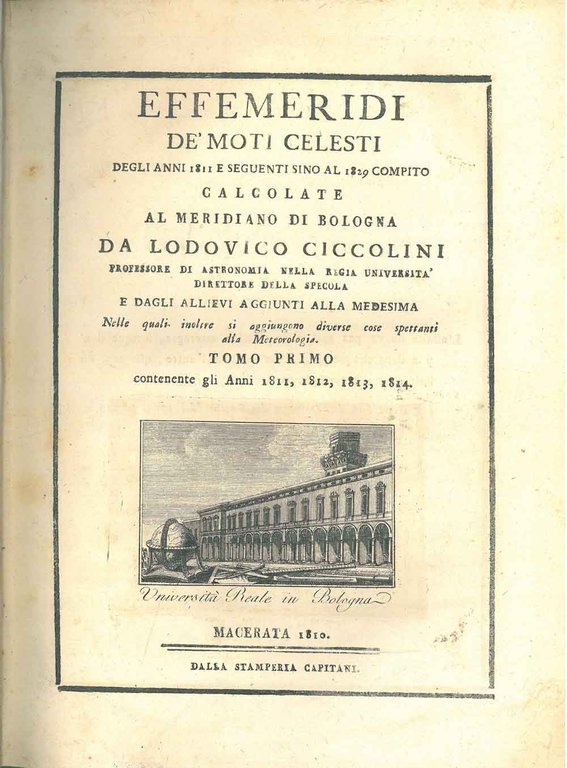 EFFEMERIDI
DE' MOTI CELESTI
DEGLI ANNI 1811 E SEGUENTI SINO AL 1829 COMPITO
CALCOLATE
AL MERIDIANO DI BOLOGNA
DA LODOVICO CICCOLINI
PROFESSORE DI ASTRONOMIA NELLA REGIA UNIVERSITA'
DIRETTORE DELLA SPECOLA
E DAGLI ALLIEVI AGGIUNTI ALLA MEDESIMA
Nelle quali inoltre si aggiungono diverse cose spettanti
alla Meteorologia.
TOMO PRIMO
contenente gli Anni 1811, 1812, 1813, 1814.
Università Reale in Bologna
MACERATA 1810.
DALLA STAMPERIA CAPITANI.